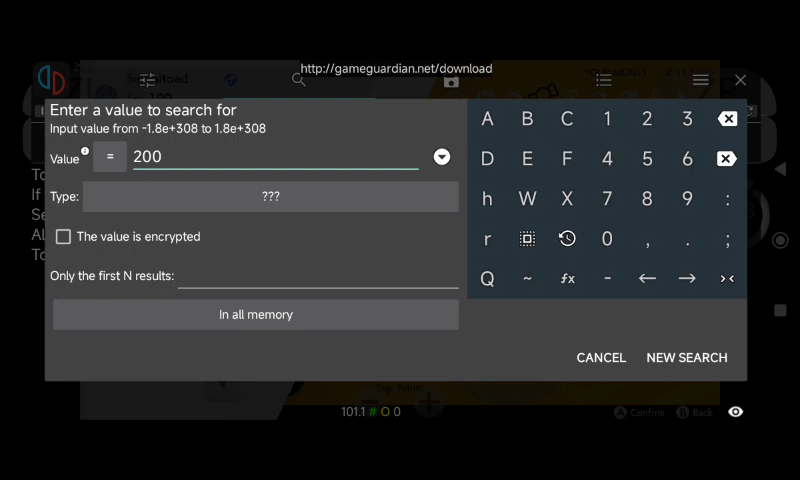 http://gameguardian.net/download
Enter a value to search for
Input value from -1.8e+308 to 1.8e+308
Value = 200
Type: ???
The value is encrypted
Only the first N results:
In all memory
CANCEL NEW SEARCH
A B C 1 2 3
D E F 4 5 6
h W X 7 8 9 :
r 0 , . ;
Q ~ ƒx - ← → ›‹
101.1 # O 0
A Confirm B Back